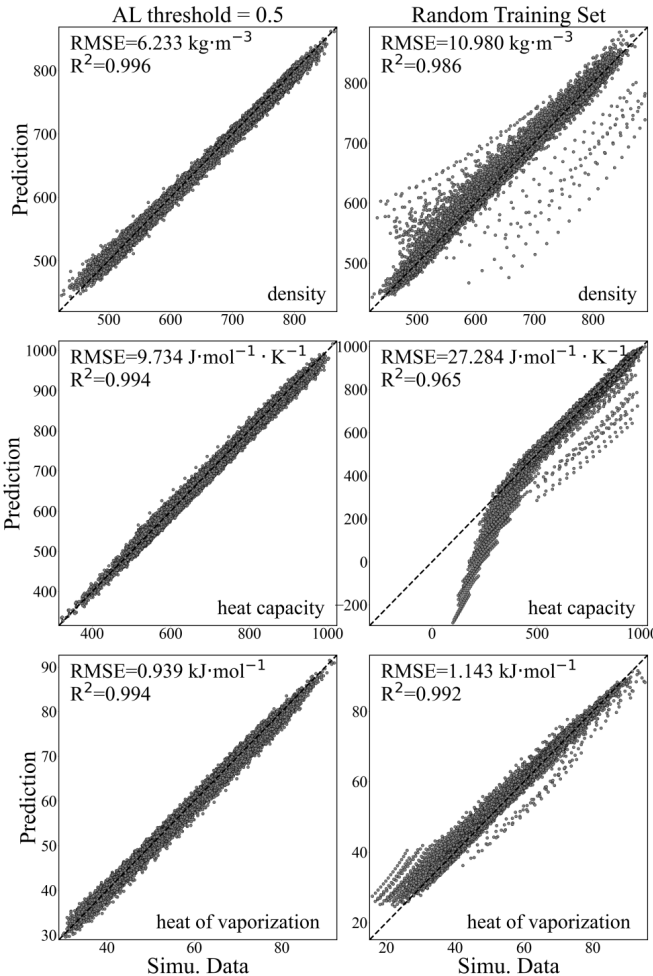 AL threshold = 0.5
Random Training Set
RMSE=6.233 kg·m⁻³
R²=0.996
800
700
600
500
Prediction
density
500 600 700 800
RMSE=10.980 kg·m⁻³
R²=0.986
800
700
600
500
density
500 600 700 800
RMSE=9.734 J·mol⁻¹ · K⁻¹
R²=0.994
1000
900
800
700
600
500
400
Prediction
heat capacity
400 600 800 1000
RMSE=27.284 J·mol⁻¹ · K⁻¹
R²=0.965
1000
800
600
400
200
0
−200
heat capacity
0 500 1000
RMSE=0.939 kJ·mol⁻¹
R²=0.994
90
80
70
60
50
40
30
Prediction
heat of vaporization
40 60 80
Simu. Data
RMSE=1.143 kJ·mol⁻¹
R²=0.992
80
60
40
20
heat of vaporization
20 40 60 80
Simu. Data